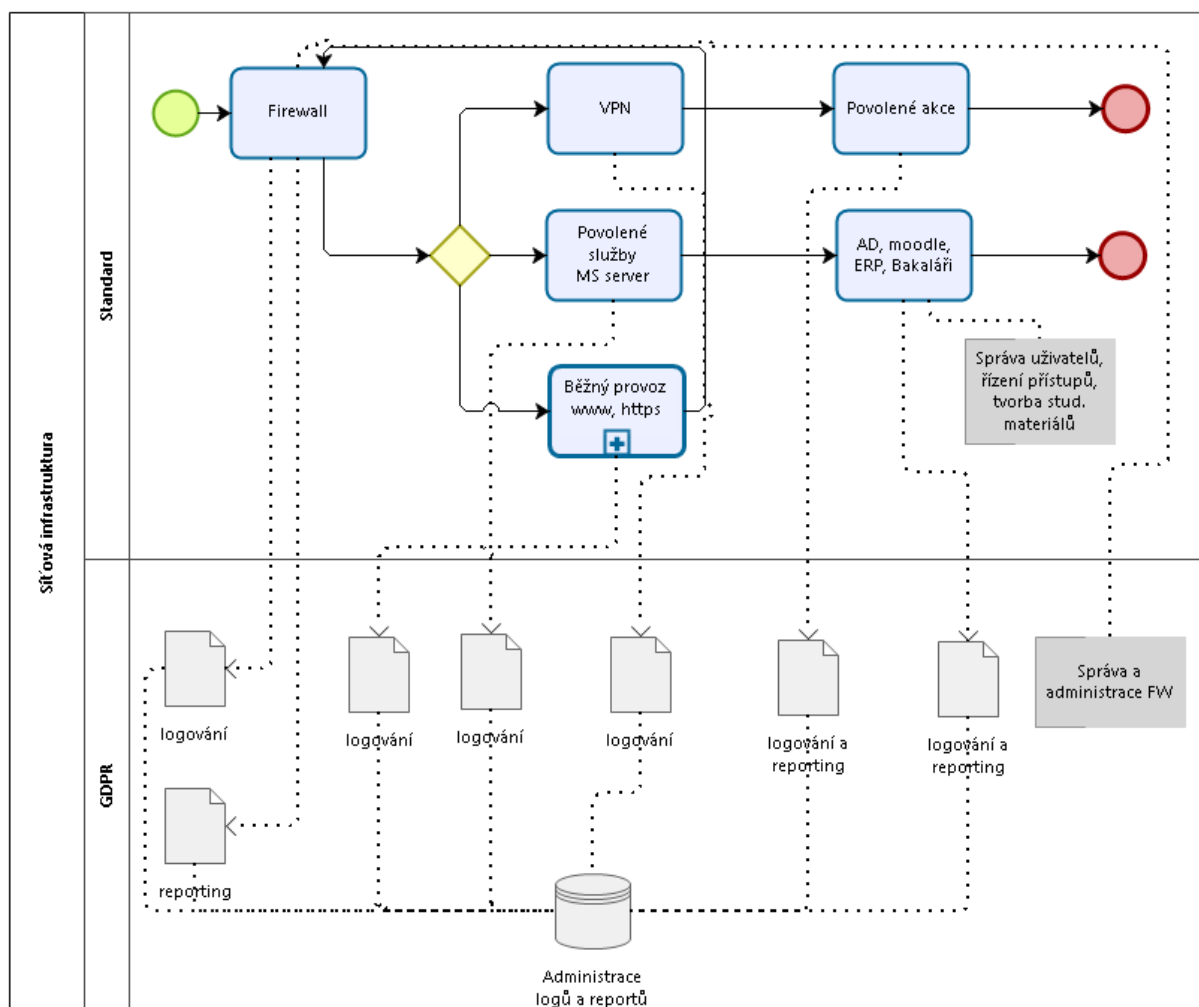 Síťová infrastruktura
Standard
GDPR
Firewall
VPN
Povolené akce
Povolené
služby
MS server
AD, moodle,
ERP, Bakaláři
Běžný provoz
www, https
Správa uživatelů,
řízení přístupů,
tvorba stud.
materiálů
logování
logování
logování
logování
logování a
reporting
logování a
reporting
Správa a
administrace FW
reporting
Administrace
logů a reportů